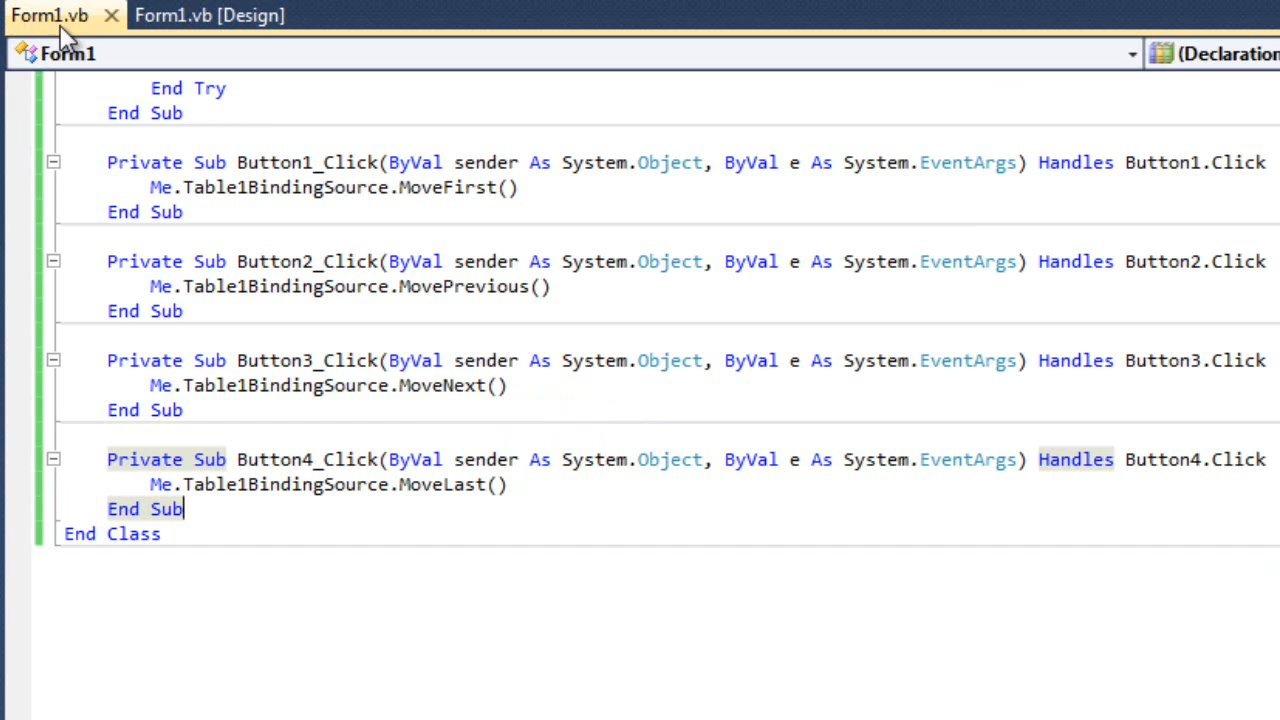 Form1.vb Form1.vb [Design]
Form1 (Declaration
End Try
End Sub
Private Sub Button1_Click(ByVal sender As System.Object, ByVal e As System.EventArgs) Handles Button1.Click
Me.Table1BindingSource.MoveFirst()
End Sub
Private Sub Button2_Click(ByVal sender As System.Object, ByVal e As System.EventArgs) Handles Button2.Click
Me.Table1BindingSource.MovePrevious()
End Sub
Private Sub Button3_Click(ByVal sender As System.Object, ByVal e As System.EventArgs) Handles Button3.Click
Me.Table1BindingSource.MoveNext()
End Sub
Private Sub Button4_Click(ByVal sender As System.Object, ByVal e As System.EventArgs) Handles Button4.Click
Me.Table1BindingSource.MoveLast()
End Sub
End Class